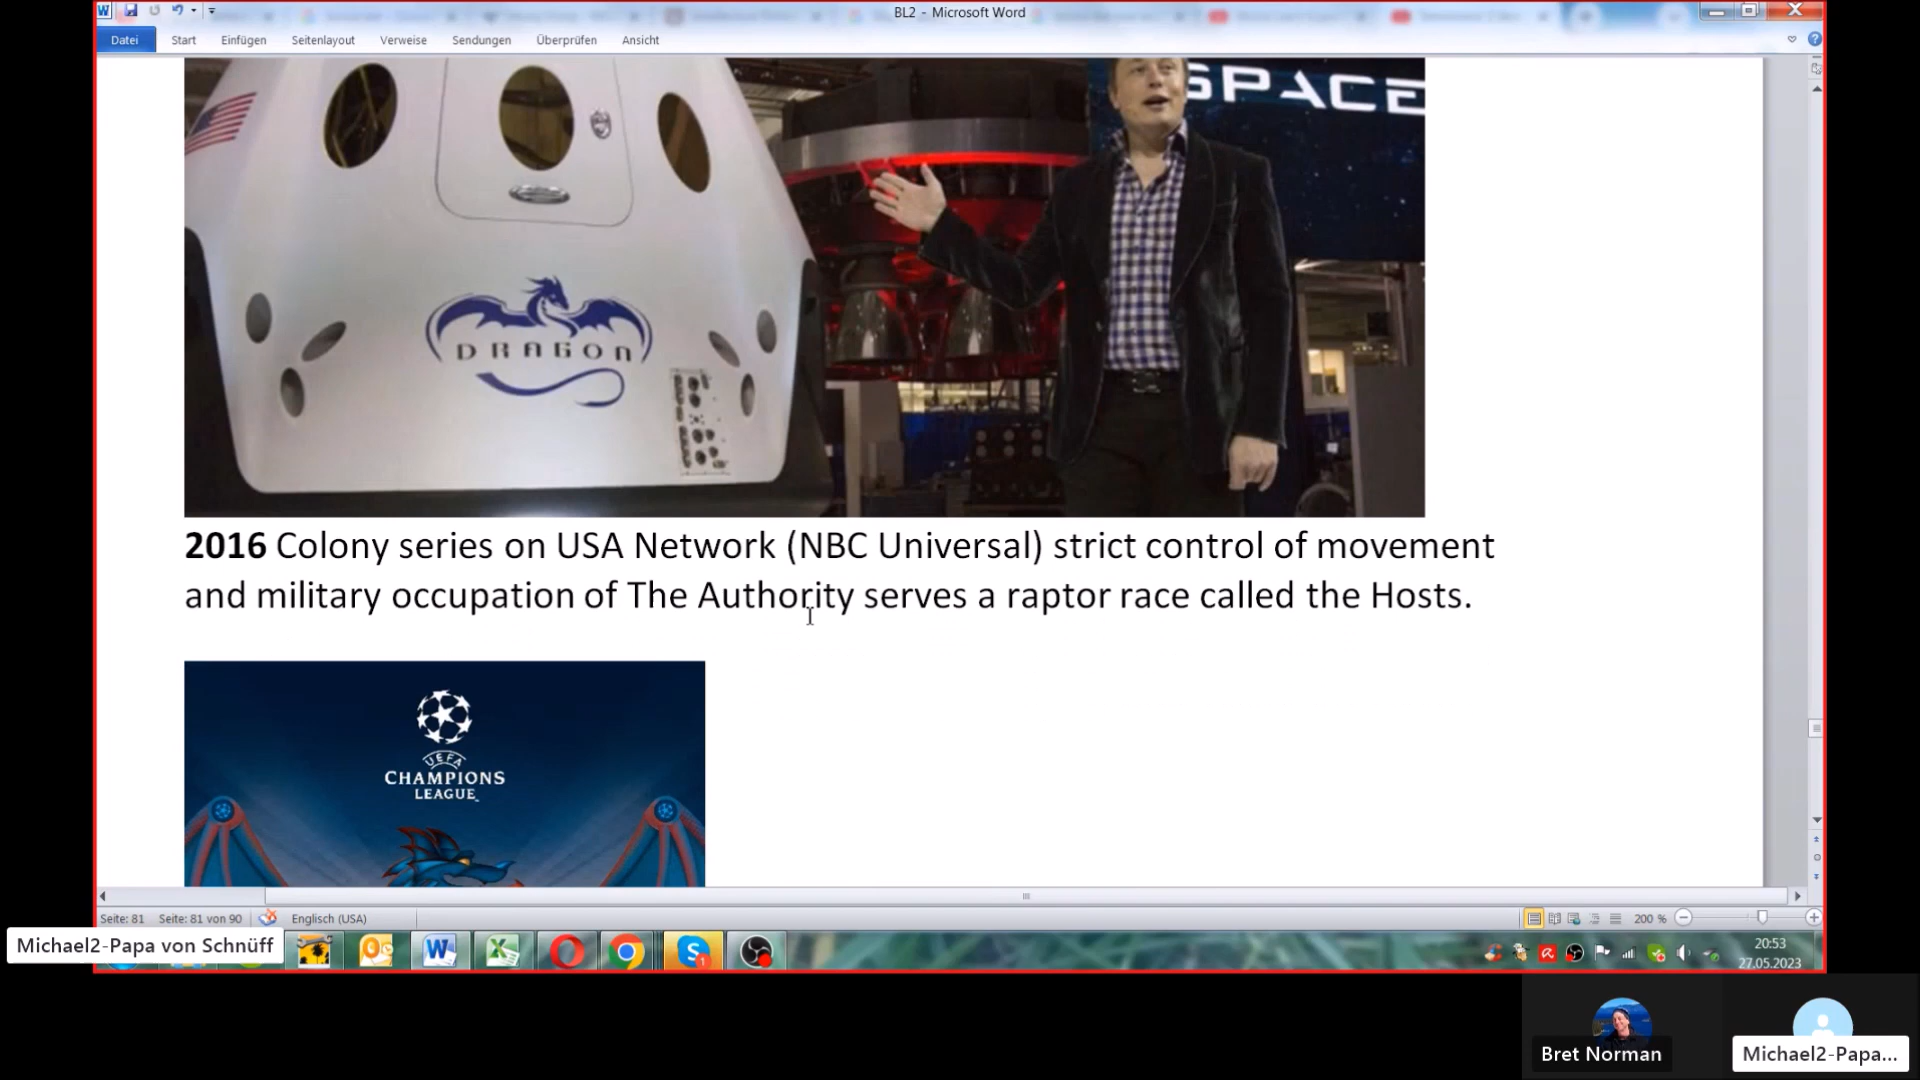 BL2 - Microsoft Word
Datei Start Einfügen Seitenlayout Verweise Sendungen Überprüfen Ansicht
SPACE
DRAGON
2016 Colony series on USA Network (NBC Universal) strict control of movement
and military occupation of The Authority serves a raptor race called the Hosts.
UEFA
CHAMPIONS
LEAGUE
Seite: 81 Seite: 81 von 90 Englisch (USA) 200 %
Michael2-Papa von Schnüff
20:53
27.05.2023
Bret Norman
Michael2-Papa...